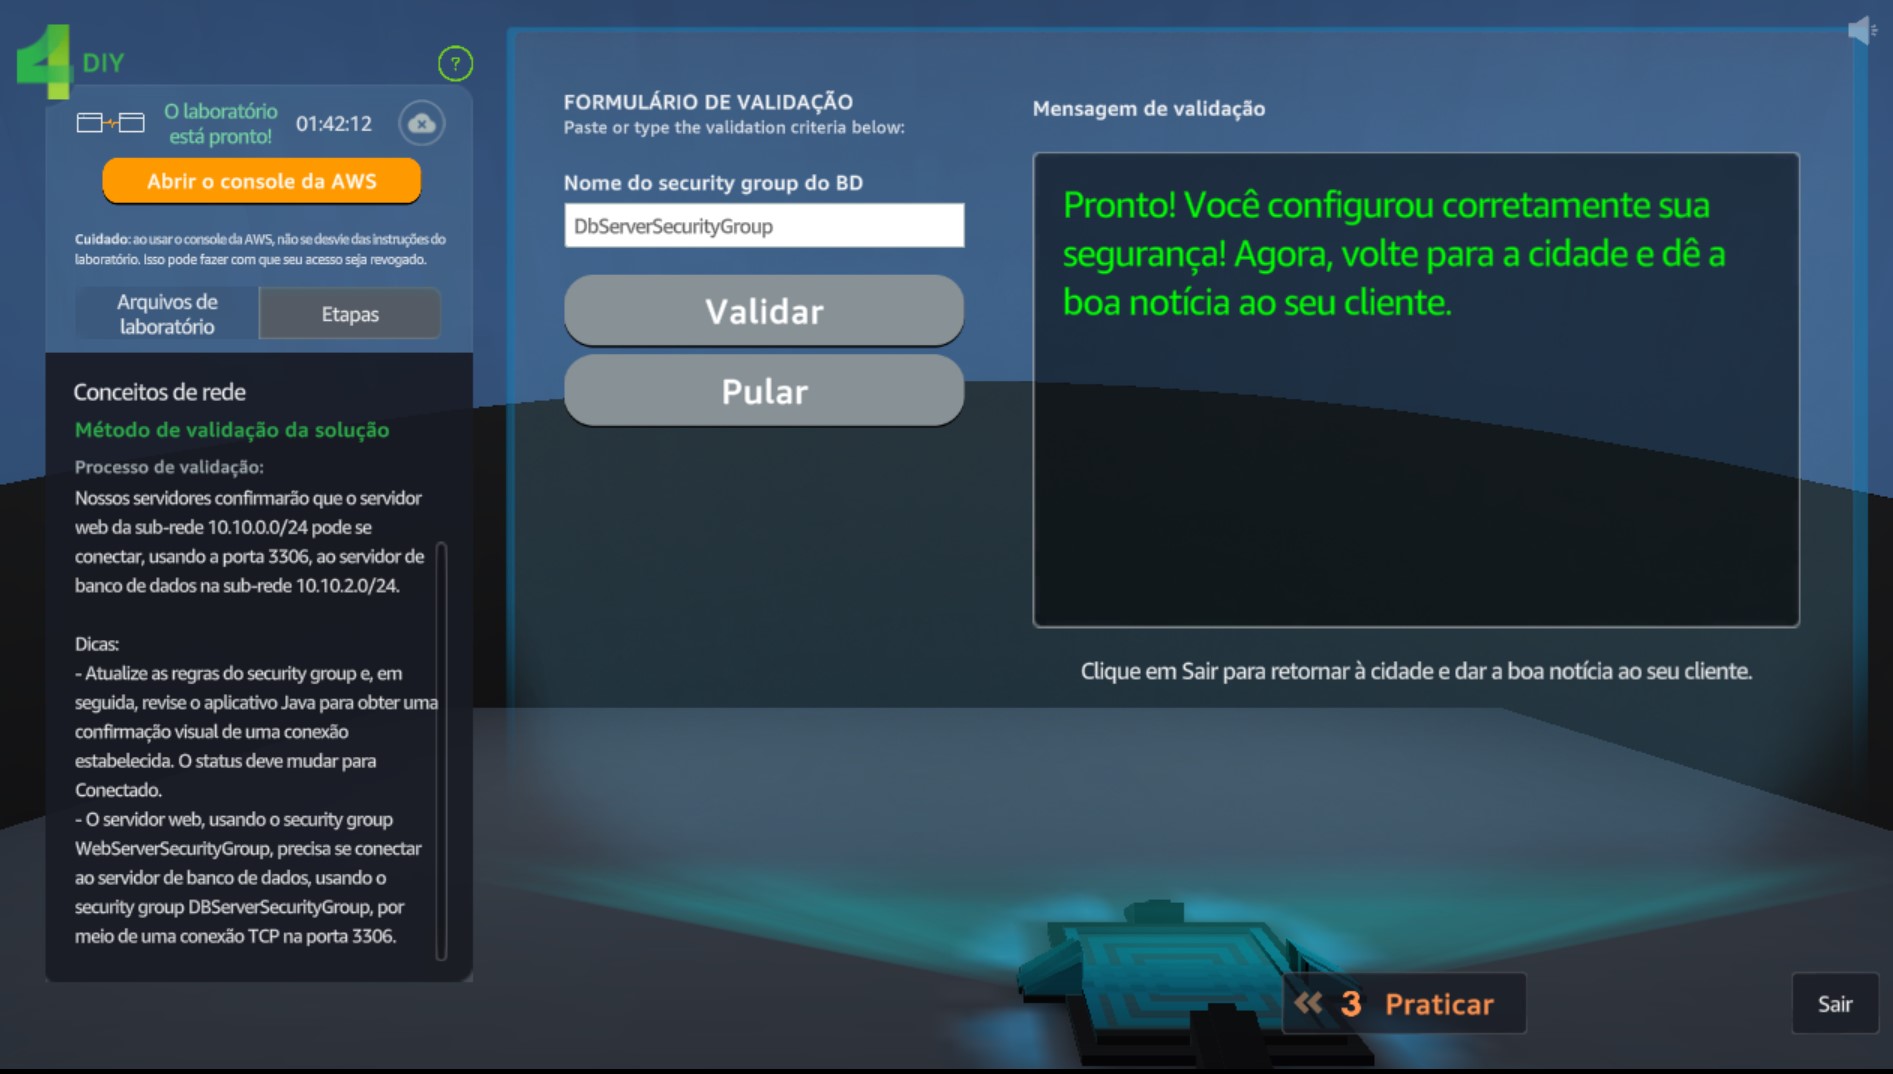 4 DIY
?
O laboratório
está pronto!
01:42:12
Abrir o console da AWS
Cuidado: ao usar o console da AWS, não se desvie das instruções do
laboratório. Isso pode fazer com que seu acesso seja revogado.
Arquivos de
laboratório
Etapas
Conceitos de rede
Método de validação da solução
Processo de validação:
Nossos servidores confirmarão que o servidor
web da sub-rede 10.10.0.0/24 pode se
conectar, usando a porta 3306, ao servidor de
banco de dados na sub-rede 10.10.2.0/24.
Dicas:
- Atualize as regras do security group e, em
seguida, revise o aplicativo Java para obter uma
confirmação visual de uma conexão
estabelecida. O status deve mudar para
Conectado.
- O servidor web, usando o security group
WebServerSecurityGroup, precisa se conectar
ao servidor de banco de dados, usando o
security group DBServerSecurityGroup, por
meio de uma conexão TCP na porta 3306.
FORMULÁRIO DE VALIDAÇÃO
Paste or type the validation criteria below:
Nome do security group do BD
DbServerSecurityGroup
Validar
Pular
Mensagem de validação
Pronto! Você configurou corretamente sua
segurança! Agora, volte para a cidade e dê a
boa notícia ao seu cliente.
Clique em Sair para retornar à cidade e dar a boa notícia ao seu cliente.
3 Praticar
Sair